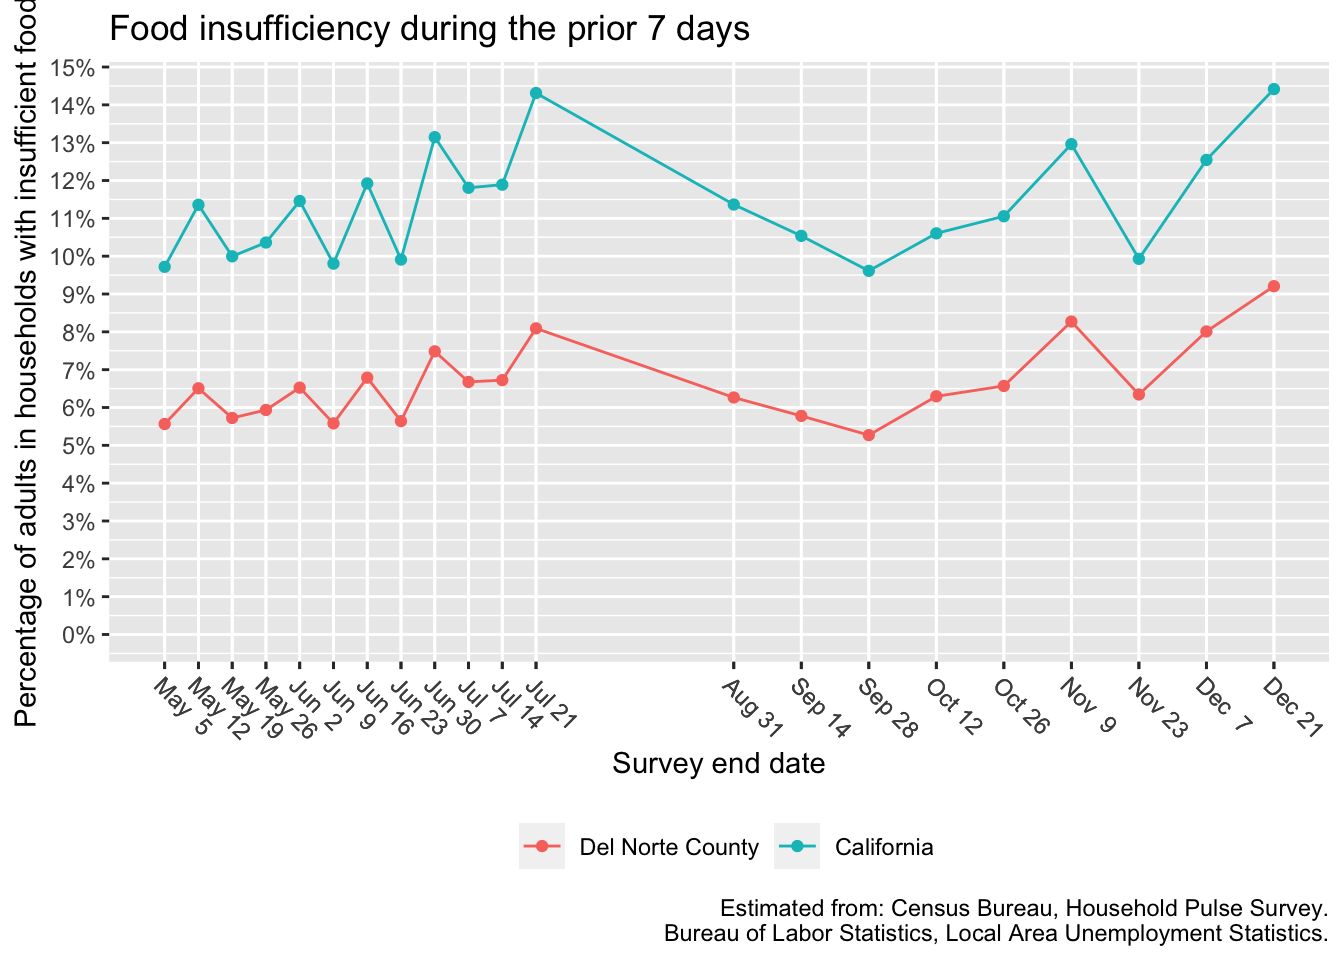 Food insufficiency during the prior 7 days
Percentage of adults in households with insufficient food
15%
14%
13%
12%
11%
10%
9%
8%
7%
6%
5%
4%
3%
2%
1%
0%
May 5
May 12
May 19
May 26
Jun 2
Jun 9
Jun 16
Jun 23
Jun 30
Jul 7
Jul 14
Jul 21
Aug 31
Sep 14
Sep 28
Oct 12
Oct 26
Nov 9
Nov 23
Dec 7
Dec 21
Survey end date
Del Norte County
California
Estimated from: Census Bureau, Household Pulse Survey.
Bureau of Labor Statistics, Local Area Unemployment Statistics.